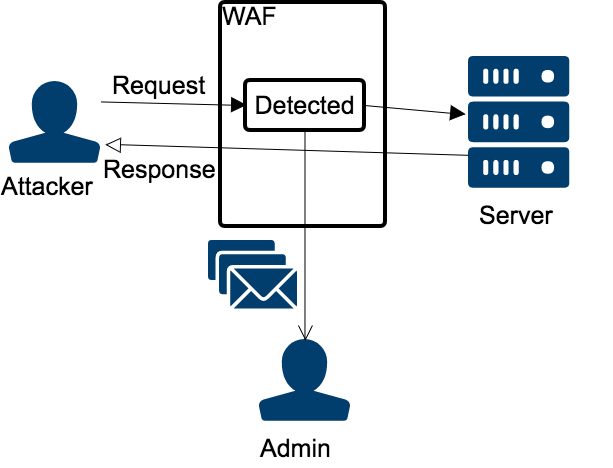 WAF
Request
Detected
Response
Attacker
Server
Admin